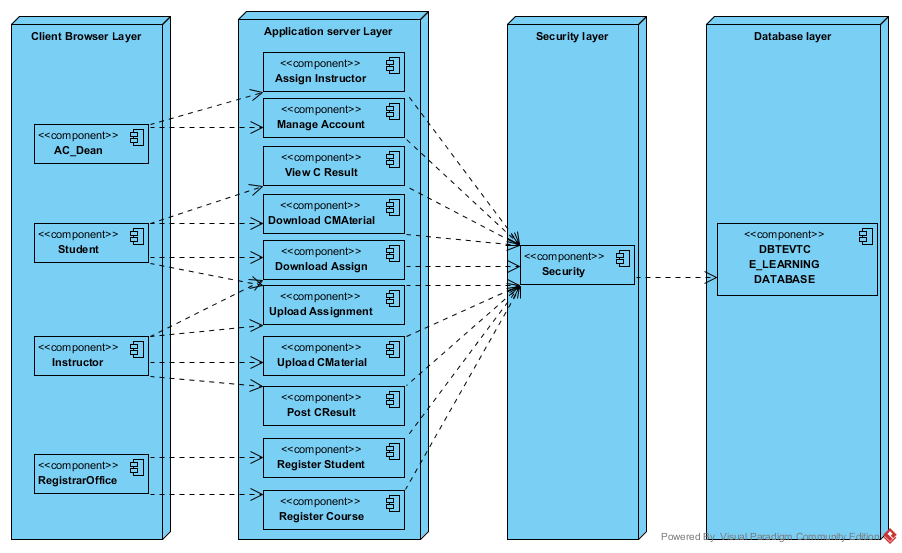 Client Browser Layer
<<component>>
AC_Dean
<<component>>
Student
<<component>>
Instructor
<<component>>
RegistrarOffice
Application server Layer
<<component>>
Assign Instructor
<<component>>
Manage Account
<<component>>
View C Result
<<component>>
Download CMAterial
<<component>>
Download Assign
<<component>>
Upload Assignment
<<component>>
Upload CMaterial
<<component>>
Post CResult
<<component>>
Register Student
<<component>>
Register Course
Security layer
<<component>>
Security
Database layer
<<component>>
DBTEVTC
E_LEARNING
DATABASE
Powered By Visual Paradigm Community Edition